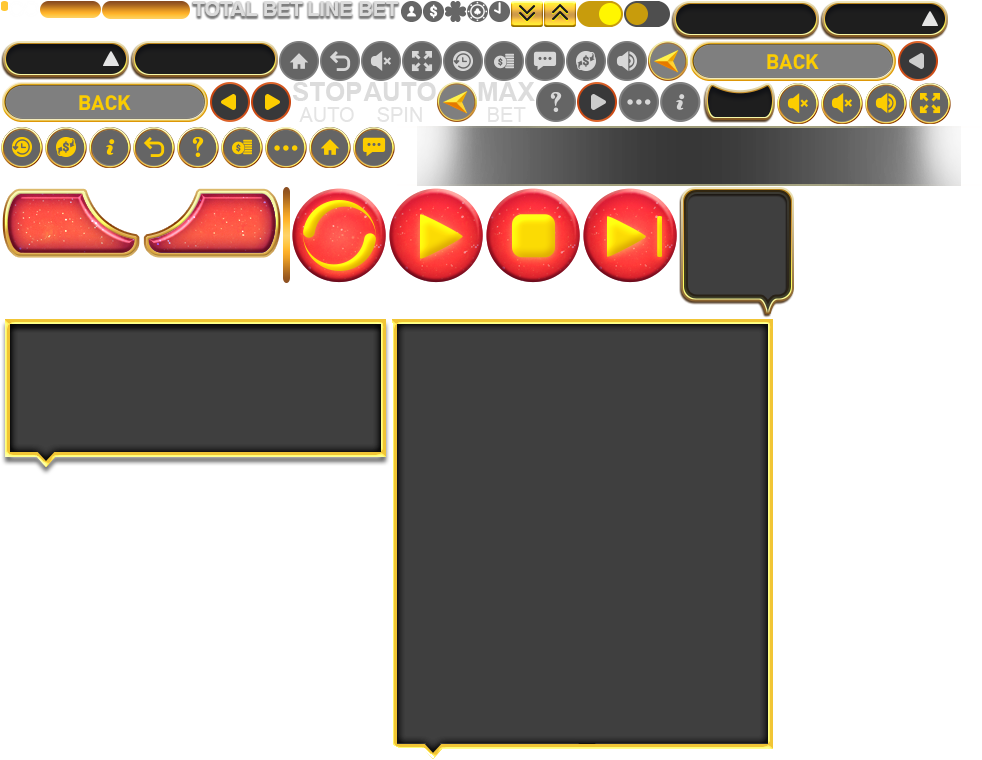 TOTAL BET LINE BET
BACK
BACK
STOP AUTO MAX
AUTO SPIN BET